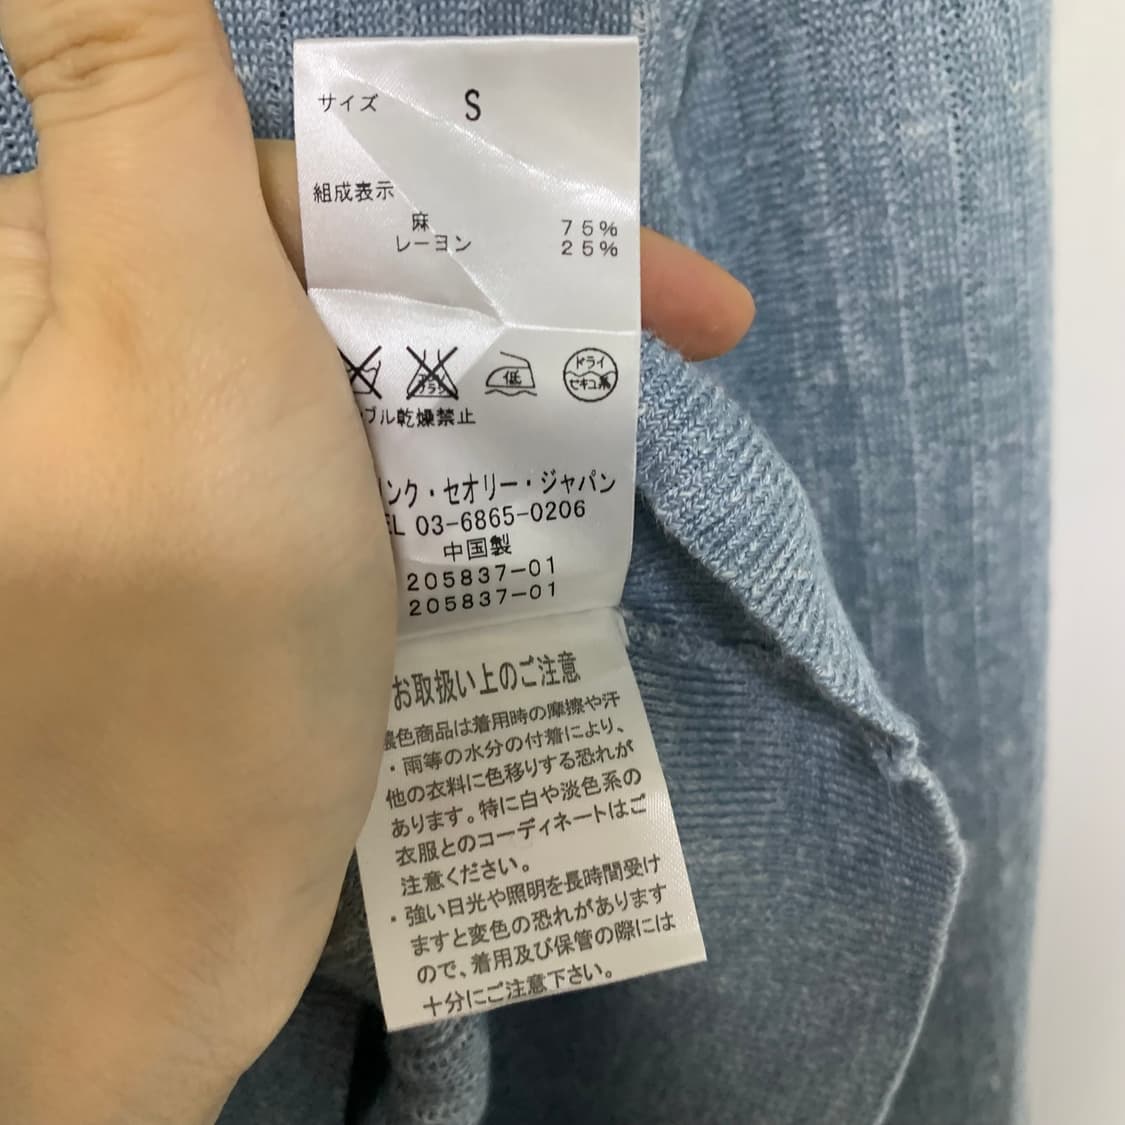 サイズ S
組成表示
麻 75%
レーヨン 25%
低
ドライ
セキユ系
ブル乾燥禁止
リンク・セオリー・ジャパン
EL 03-6865-0206
中国製
205837-01
205837-01
お取扱い上のご注意
濃色商品は着用時の摩擦や汗
・雨等の水分の付着により、
他の衣料に色移りする恐れが
あります。特に白や淡色系の
衣服とのコーディネートはご
注意ください。
・強い日光や照明を長時間受け
ますと変色の恐れがあります
ので、着用及び保管の際には
十分にご注意下さい。